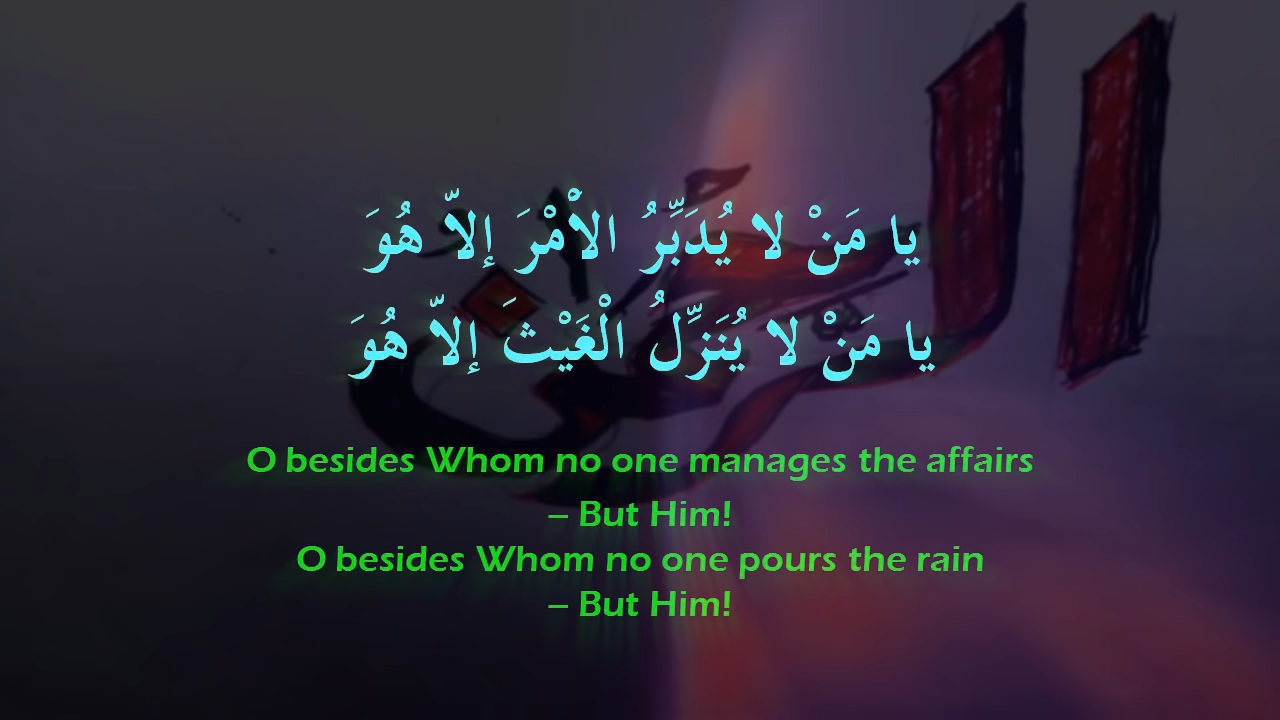 يا مَنْ لا يُدَبِّرُ الاْمْرَ إلاّ هُوَ
يا مَنْ لا يُنَزِّلُ الْغَيْثَ إلاّ هُوَ
O besides Whom no one manages the affairs
– But Him!
O besides Whom no one pours the rain
– But Him!